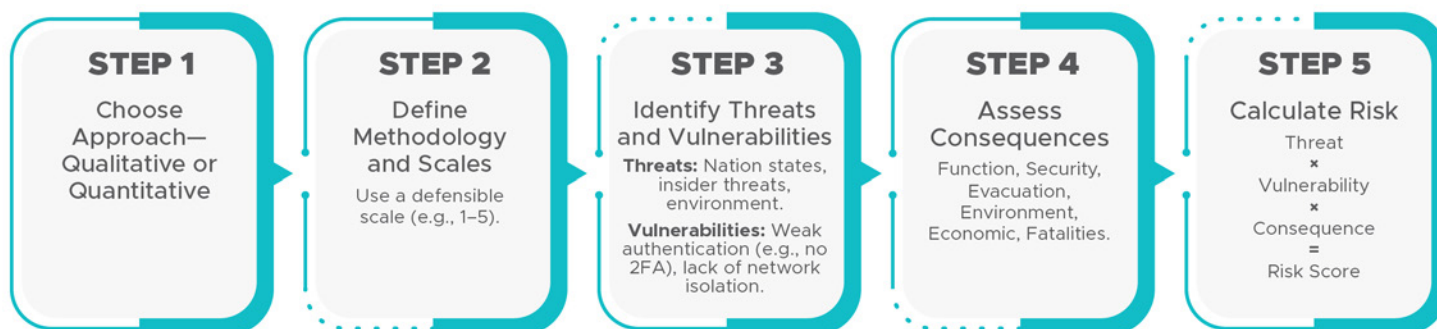 STEP 1
Choose
Approach—
Qualitative or
Quantitative
STEP 2
Define
Methodology
and Scales
Use a defensible
scale (e.g., 1–5).
STEP 3
Identify Threats
and Vulnerabilities
Threats: Nation states,
insider threats,
environment.
Vulnerabilities: Weak
authentication (e.g., no
2FA), lack of network
isolation.
STEP 4
Assess
Consequences
Function, Security,
Evacuation,
Environment,
Economic, Fatalities.
STEP 5
Calculate Risk
Threat
×
Vulnerability
×
Consequence
=
Risk Score